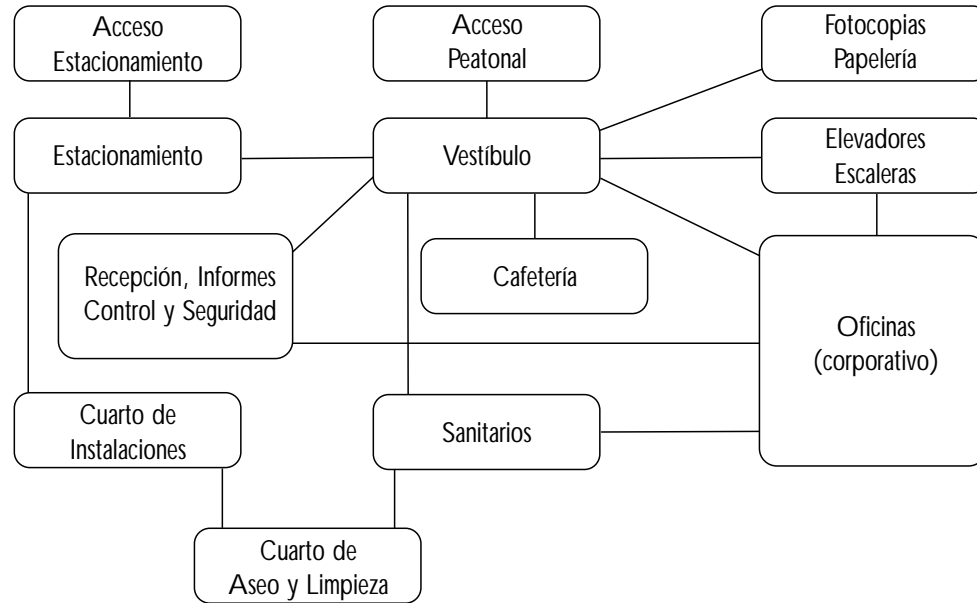 Acceso
Estacionamiento
Acceso
Peatonal
Fotocopias
Papelería
Estacionamiento
Vestíbulo
Elevadores
Escaleras
Recepción, Informes
Control y Seguridad
Cafetería
Oficinas
(corporativo)
Cuarto de
Instalaciones
Sanitarios
Cuarto de
Aseo y Limpieza